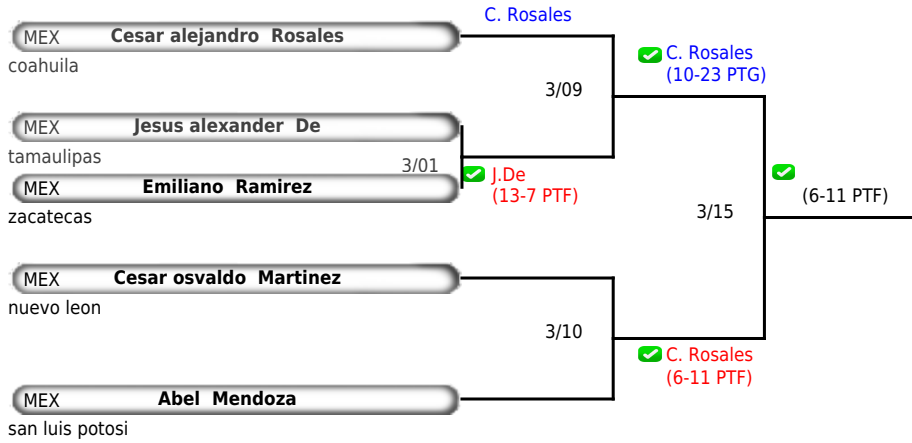 C. Rosales
MEX Cesar alejandro  Rosales
coahuila
C. Rosales
(10-23 PTG)
3/09
MEX Jesus alexander  De
tamaulipas
3/01
J.De
(13-7 PTF)
MEX Emiliano  Ramirez
zacatecas
(6-11 PTF)
3/15
MEX Cesar osvaldo  Martinez
nuevo leon
3/10
C. Rosales
(6-11 PTF)
MEX Abel  Mendoza
san luis potosi